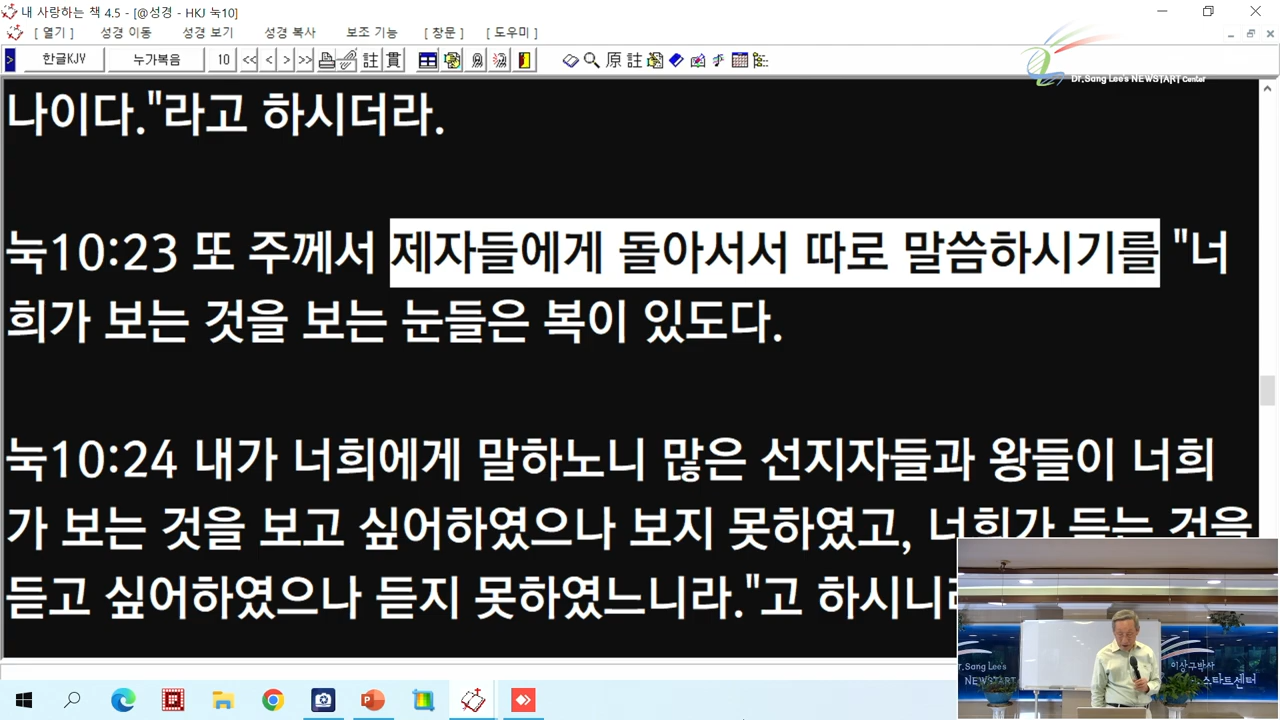 내 사랑하는 책 4.5 - [@성경 - HKJ 눅10]
[ 열기 ] 성경 이동 성경 보기 성경 복사 보조 기능 [ 창문 ] [ 도우미 ]
한글KJV 누가복음 10 << < > >> 註 貫 原 註
Dr.Sang Lee's NEWSTART Center
나이다."라고 하시더라.
눅10:23 또 주께서 제자들에게 돌아서서 따로 말씀하시기를 "너
희가 보는 것을 보는 눈들은 복이 있도다.
눅10:24 내가 너희에게 말하노니 많은 선지자들과 왕들이 너희
가 보는 것을 보고 싶어하였으나 보지 못하였고, 너희가 듣는 것을
듣고 싶어하였으나 듣지 못하였느니라."고 하시니라
r.Sang Lee's
NEWSTART
이상구박사
스타트센터